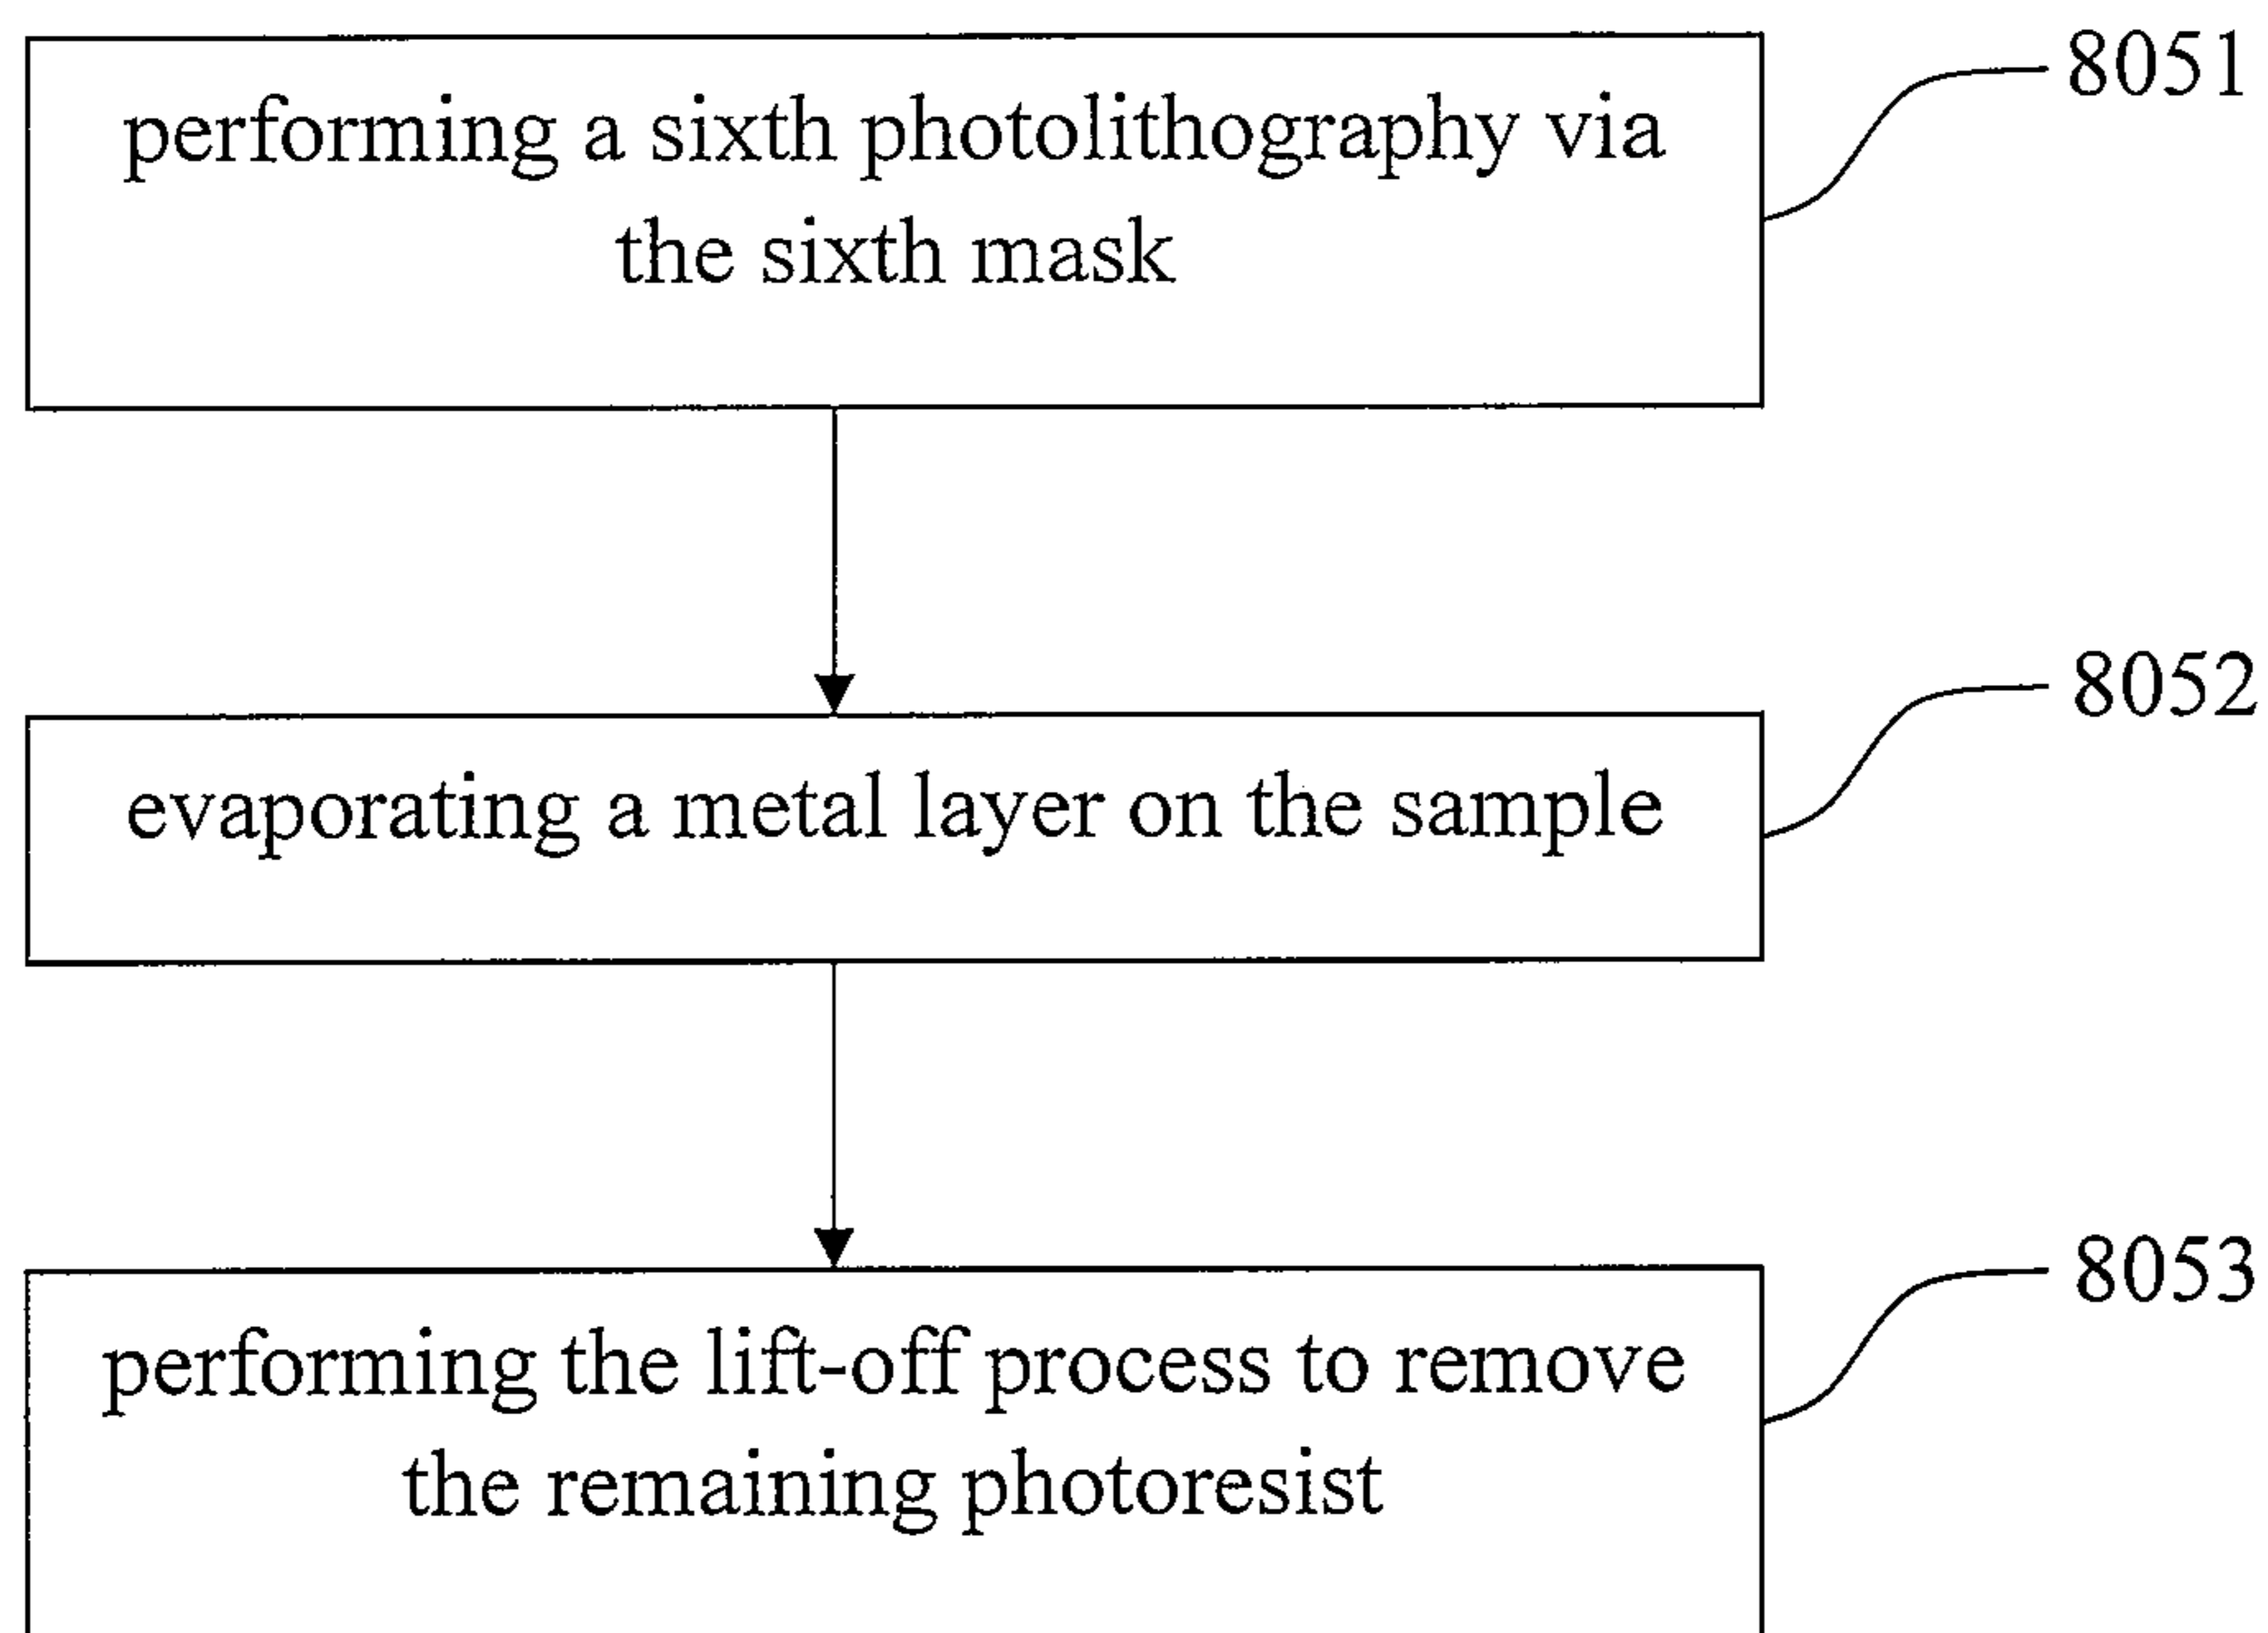 performing a sixth photolithography via
the sixth mask
8051
evaporating a metal layer on the sample
8052
performing the lift-off process to remove
the remaining photoresist
8053